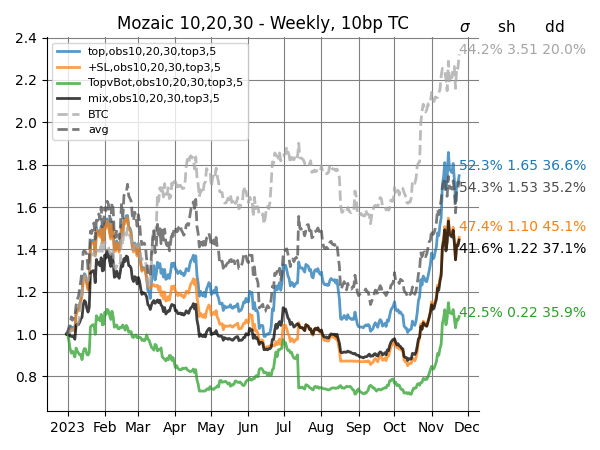 Mozaic 10,20,30 - Weekly, 10bp TC
σ sh dd
top,obs10,20,30,top3,5
+SL,obs10,20,30,top3,5
TopvBot,obs10,20,30,top3,5
mix,obs10,20,30,top3,5
BTC
avg
44.2% 3.51 20.0%
52.3% 1.65 36.6%
54.3% 1.53 35.2%
47.4% 1.10 45.1%
41.6% 1.22 37.1%
42.5% 0.22 35.9%
2.4
2.2
2.0
1.8
1.6
1.4
1.2
1.0
0.8
2023 Feb Mar Apr May Jun Jul Aug Sep Oct Nov Dec